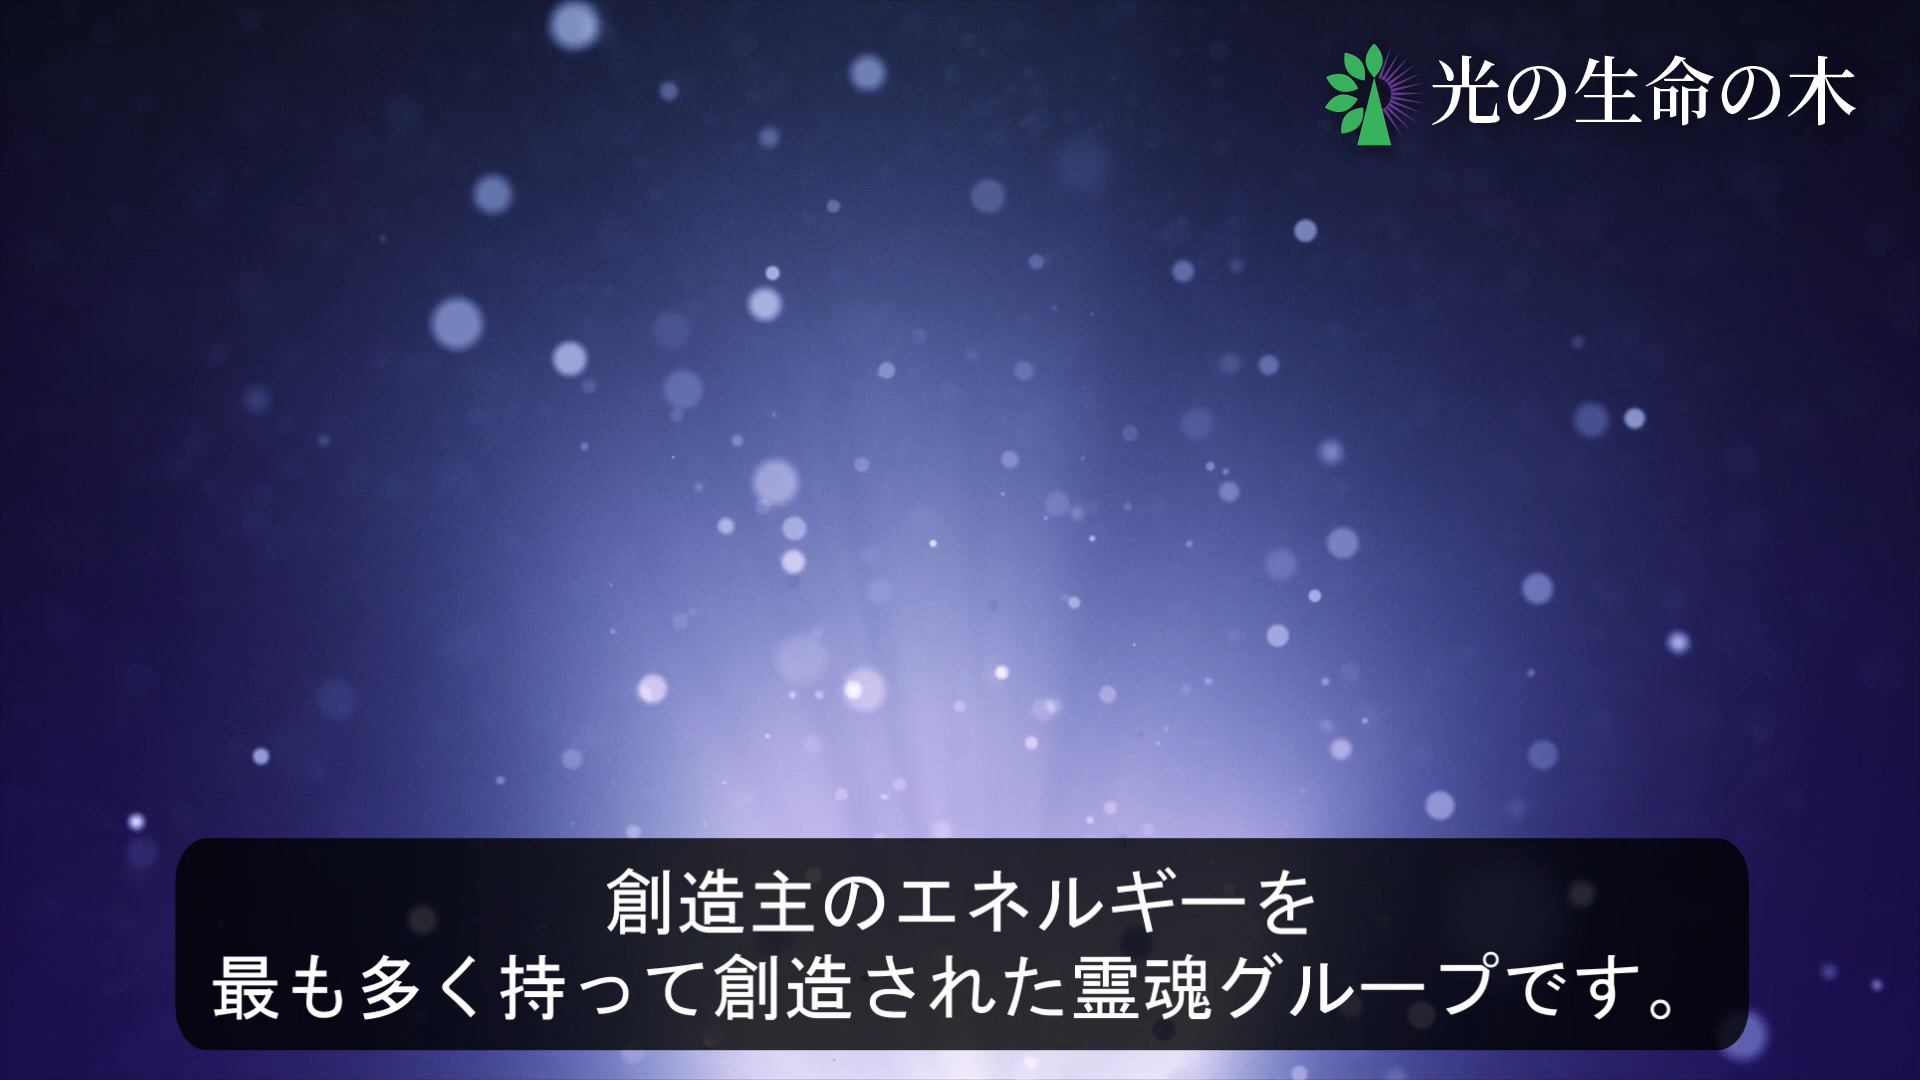 光の生命の木
創造主のエネルギーを
最も多く持って創造された霊魂グループです。